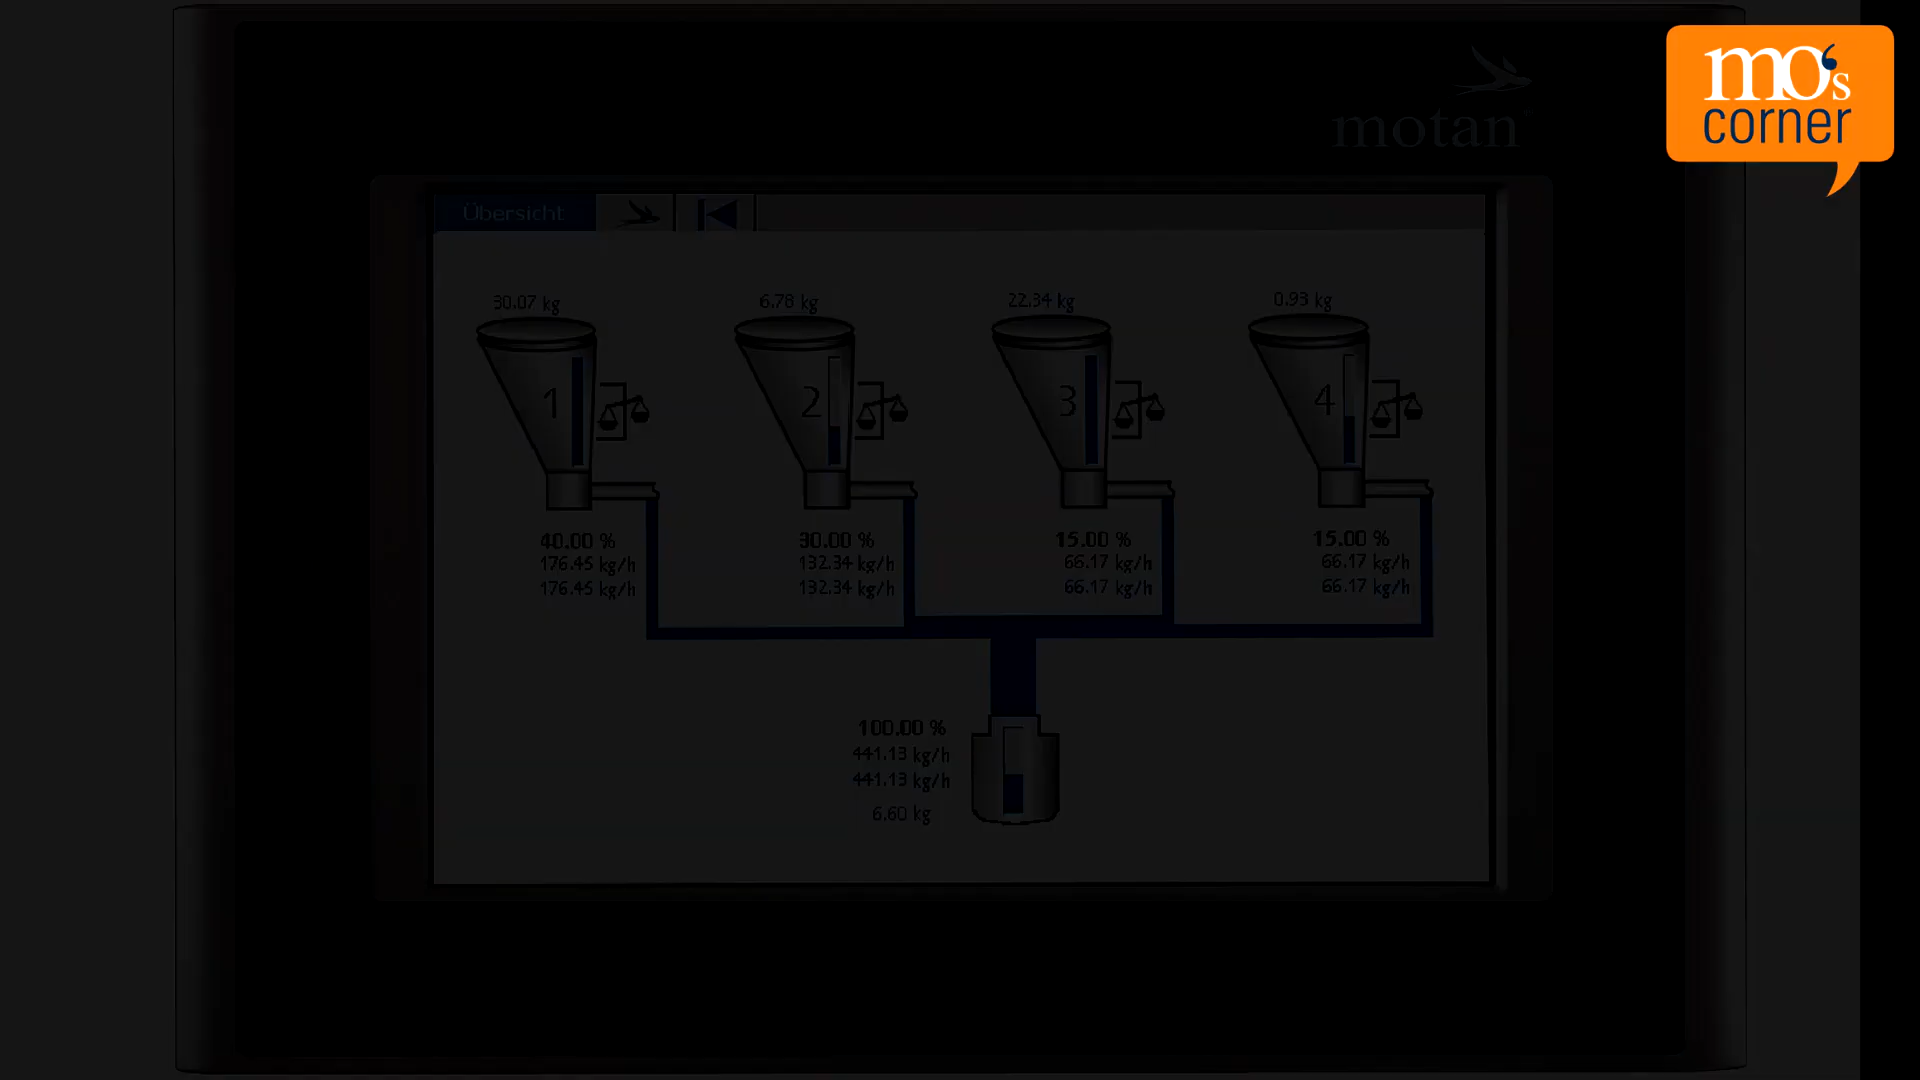 mo's
corner
motan
Übersicht
30.07 kg
6.78 kg
22.34 kg
0.93 kg
1
2
3
4
40.00 %
30.00 %
15.00 %
15.00 %
176.45 kg/h
132.34 kg/h
66.17 kg/h
66.17 kg/h
176.45 kg/h
132.34 kg/h
66.17 kg/h
66.17 kg/h
100.00 %
441.13 kg/h
441.13 kg/h
6.60 kg